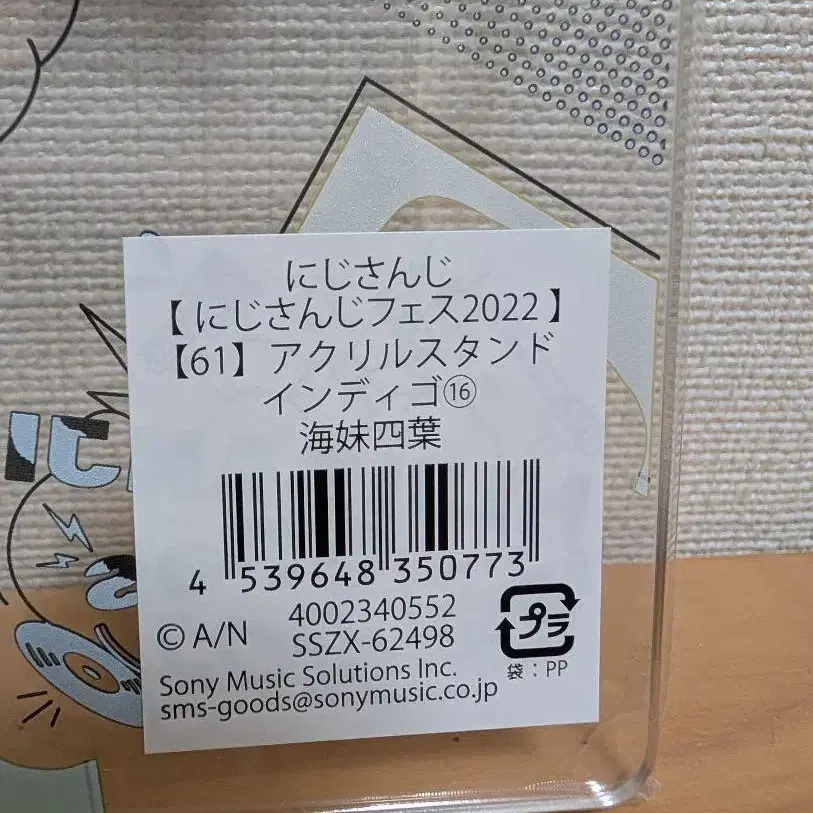 にじさんじ
【にじさんじフェス2022】
【61】アクリルスタンド
インディゴ⑯
海妹四葉
4 539648 350773
© A/N
4002340552
SSZX-62498
プラ
袋：PP
Sony Music Solutions Inc.
sms-goods@sonymusic.co.jp